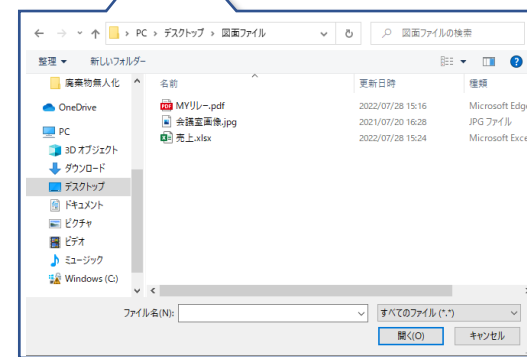 PC › デスクトップ › 図面ファイル
図面ファイルの検索
整理 新しいフォルダー
廃棄物無人化
OneDrive
PC
3D オブジェクト
ダウンロード
デスクトップ
ドキュメント
ピクチャ
ビデオ
ミュージック
Windows (C:)
名前 更新日時 種類
MYリレー.pdf 2022/07/28 15:16 Microsoft Edge
会議室画像.jpg 2021/07/20 16:28 JPG ファイル
売上.xlsx 2022/07/28 15:24 Microsoft Exce
ファイル名(N):
すべてのファイル (*.*)
開く(O) キャンセル